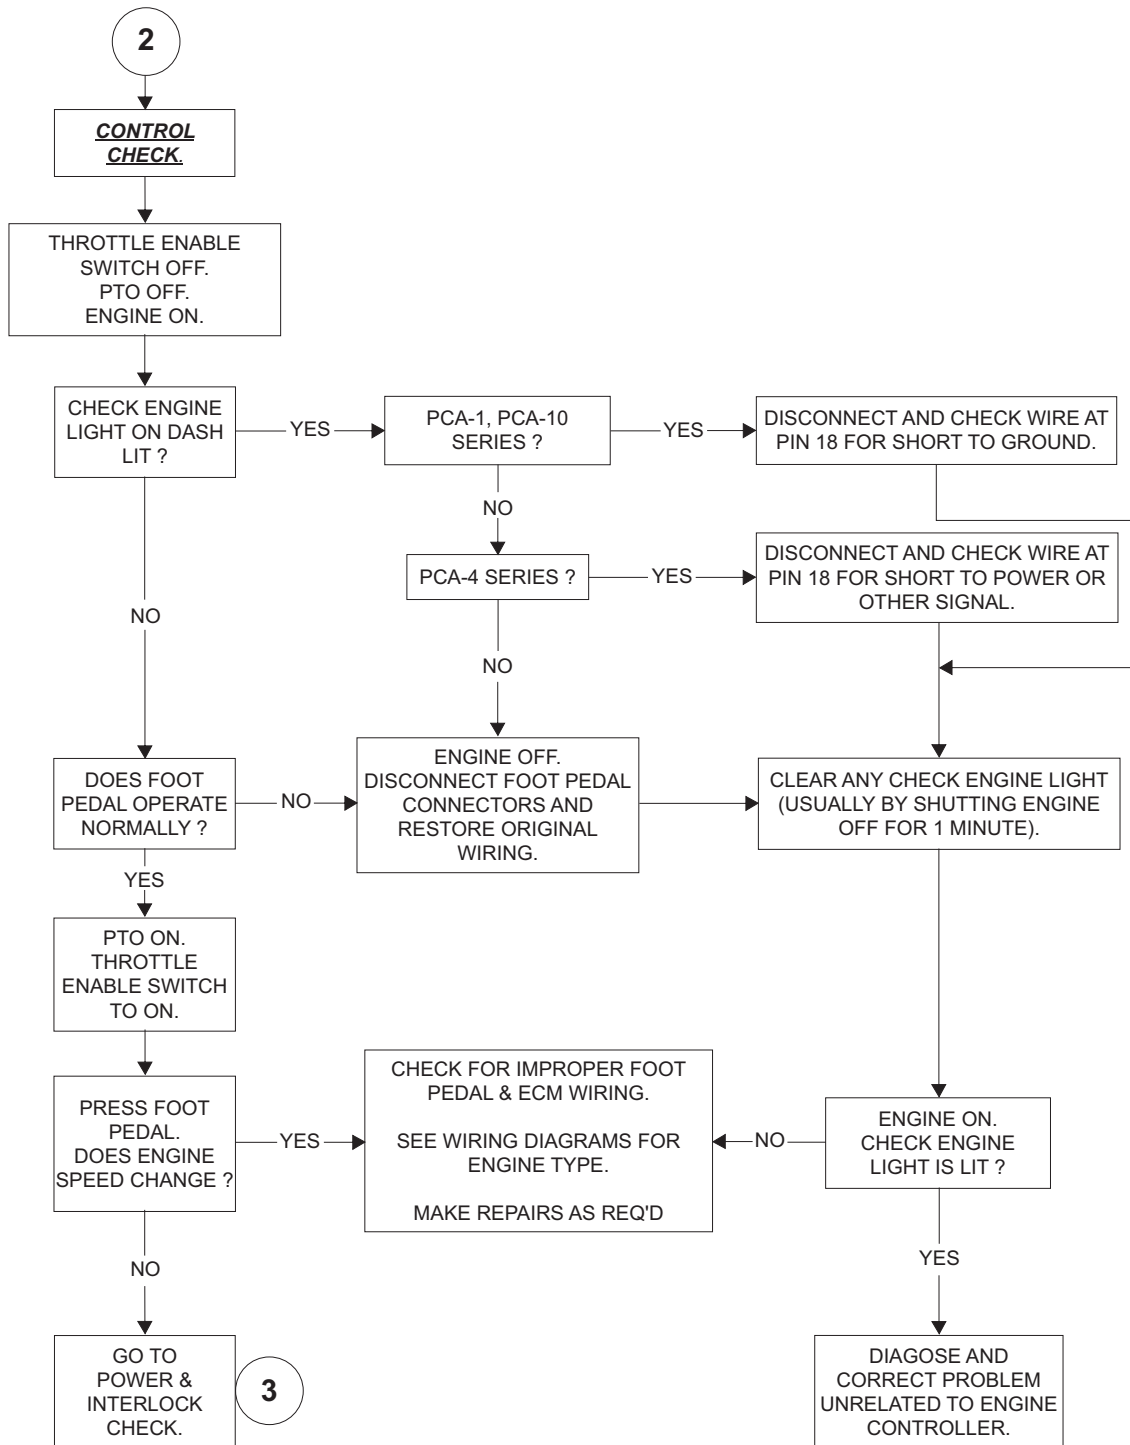 2
CONTROL
CHECK.
THROTTLE ENABLE
SWITCH OFF.
PTO OFF.
ENGINE ON.
CHECK ENGINE
LIGHT ON DASH
LIT ?
YES
PCA-1, PCA-10
SERIES ?
YES
DISCONNECT AND CHECK WIRE AT
PIN 18 FOR SHORT TO GROUND.
NO
PCA-4 SERIES ?
YES
DISCONNECT AND CHECK WIRE AT
PIN 18 FOR SHORT TO POWER OR
OTHER SIGNAL.
NO
NO
DOES FOOT
PEDAL OPERATE
NORMALLY ?
NO
ENGINE OFF.
DISCONNECT FOOT PEDAL
CONNECTORS AND
RESTORE ORIGINAL
WIRING.
CLEAR ANY CHECK ENGINE LIGHT
(USUALLY BY SHUTTING ENGINE
OFF FOR 1 MINUTE).
YES
PTO ON.
THROTTLE
ENABLE SWITCH
TO ON.
PRESS FOOT
PEDAL.
DOES ENGINE
SPEED CHANGE ?
YES
CHECK FOR IMPROPER FOOT
PEDAL & ECM WIRING.
SEE WIRING DIAGRAMS FOR
ENGINE TYPE.
MAKE REPAIRS AS REQ'D
NO
ENGINE ON.
CHECK ENGINE
LIGHT IS LIT ?
NO
YES
GO TO
POWER &
INTERLOCK
CHECK.
3
DIAGOSE AND
CORRECT PROBLEM
UNRELATED TO ENGINE
CONTROLLER.